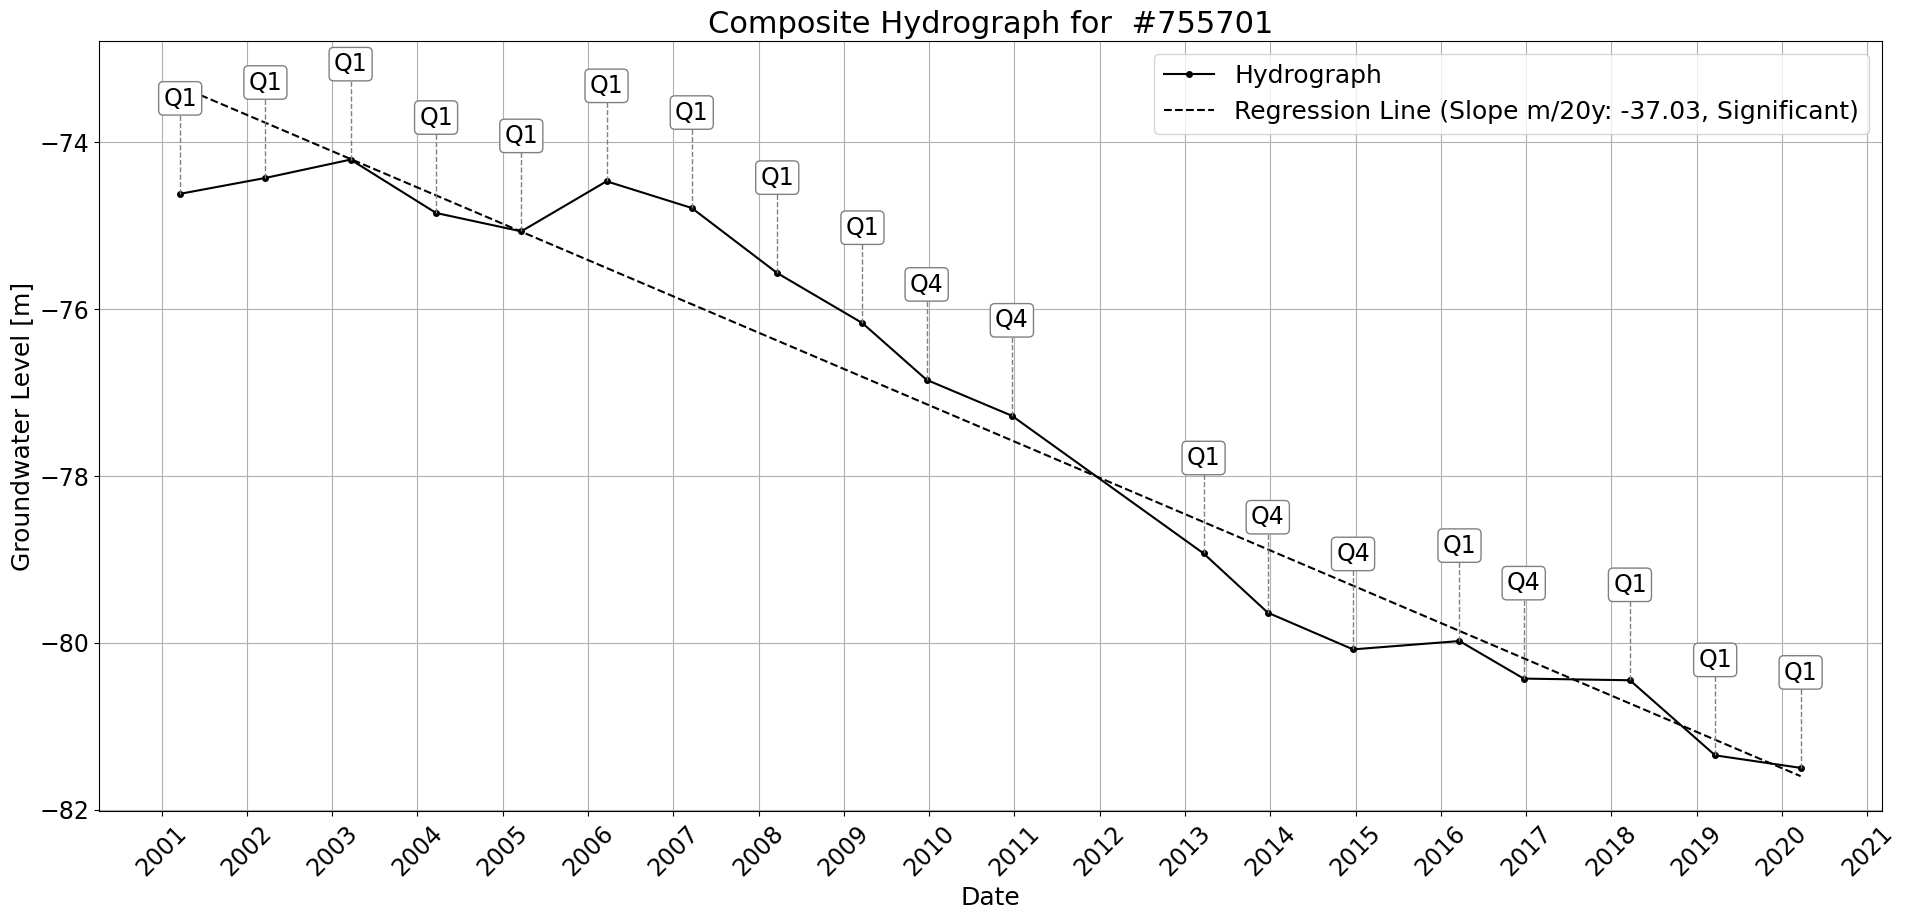 Composite Hydrograph for  #755701
Hydrograph
Regression Line (Slope m/20y: -37.03, Significant)
Q1
Q1
Q1
Q1
Q1
Q1
Q1
Q1
Q1
Q4
Q4
Q1
Q4
Q4
Q1
Q4
Q1
Q1
Q1
Groundwater Level [m]
−74
−76
−78
−80
−82
2001
2002
2003
2004
2005
2006
2007
2008
2009
2010
2011
2012
2013
2014
2015
2016
2017
2018
2019
2020
2021
Date